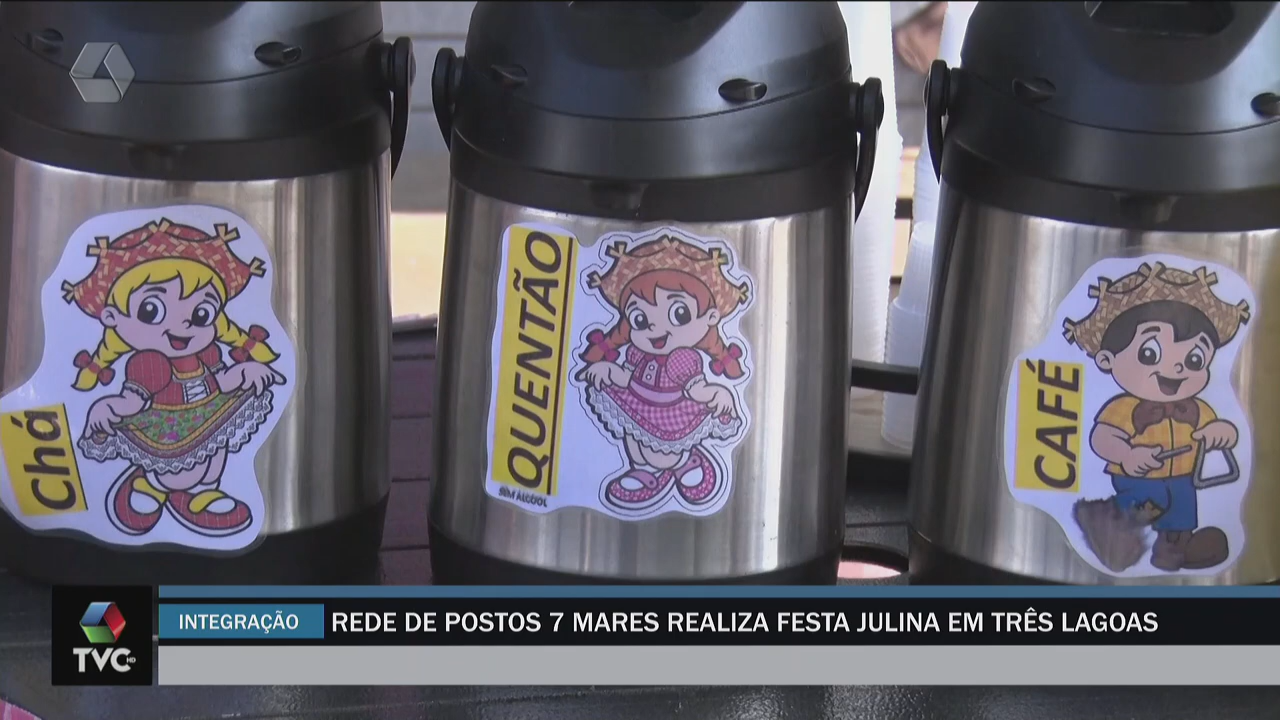 Chá
QUENTÃO
SEM ÁLCOOL
CAFÉ
INTEGRAÇÃO
REDE DE POSTOS 7 MARES REALIZA FESTA JULINA EM TRÊS LAGOAS
TVC HD